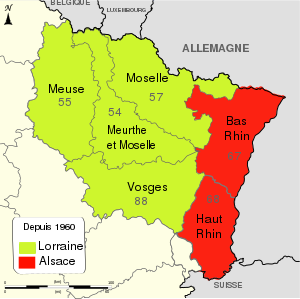 BELGIQUE
LUXEMBOURG
N
ALLEMAGNE
Moselle
57
Meuse
55
54
Meurthe
et Moselle
Bas
Rhin
67
Vosges
88
68
Haut
Rhin
Depuis 1960
Lorraine
Alsace
SUISSE